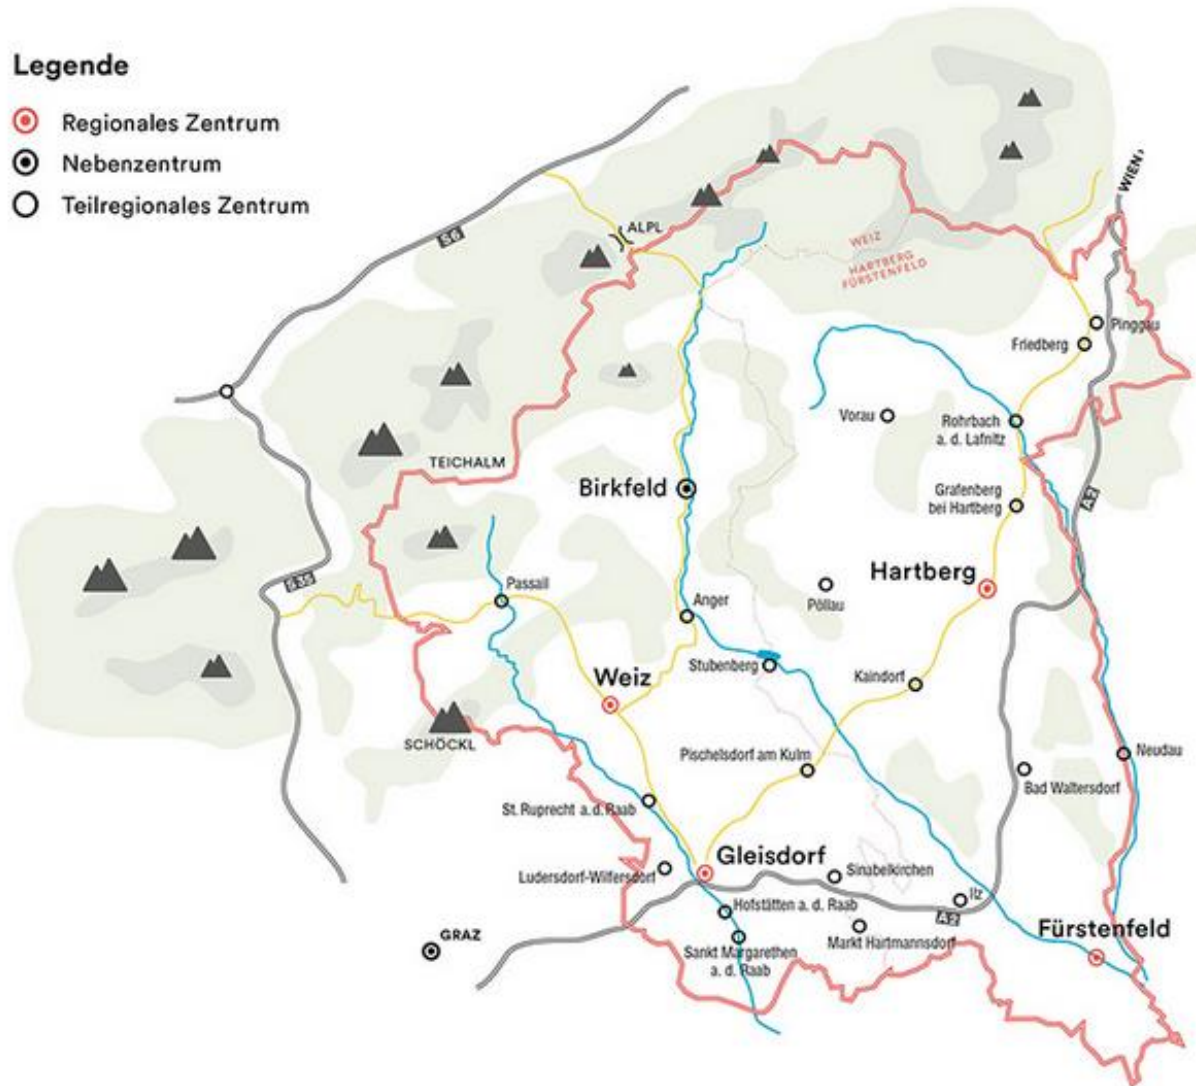 Legende
Regionales Zentrum
Nebenzentrum
Teilregionales Zentrum
WIEN›
S6
ALPL
WEIZ
HARTBERG
FÜRSTENFELD
Pinggau
Friedberg
Vorau
Rohrbach
a. d. Lafnitz
TEICHALM
Birkfeld
Grafenberg
bei Hartberg
A2
S35
Passail
Hartberg
Pöllau
Anger
Stubenberg
Weiz
Kaindorf
SCHÖCKL
Pischelsdorf am Kulm
Neudau
Bad Waltersdorf
St. Ruprecht a.d.Raab
Gleisdorf
Ludersdorf-Wilfersdorf
Sinabelkirchen
Ilz
Hofstätten a. d. Raab
A2
Fürstenfeld
GRAZ
Markt Hartmannsdorf
Sankt Margarethen
a. d. Raab